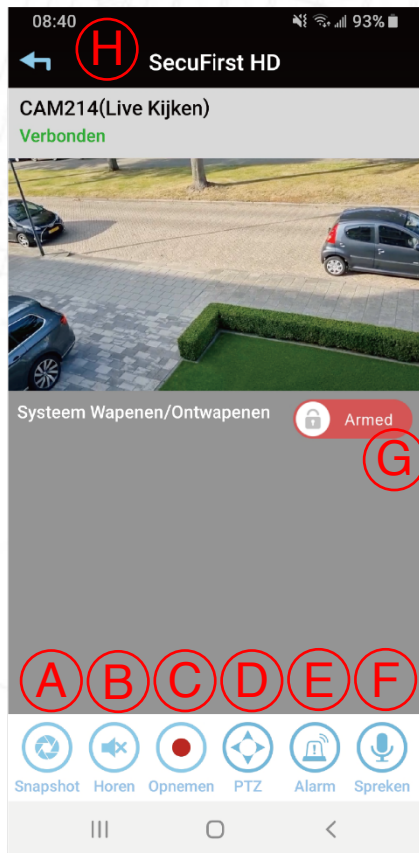 08:40 93%
H
SecuFirst HD
CAM214(Live Kijken)
Verbonden
Systeem Wapenen/Ontwapenen Armed
G
A B C D E F
Snapshot Horen Opnemen PTZ Alarm Spreken